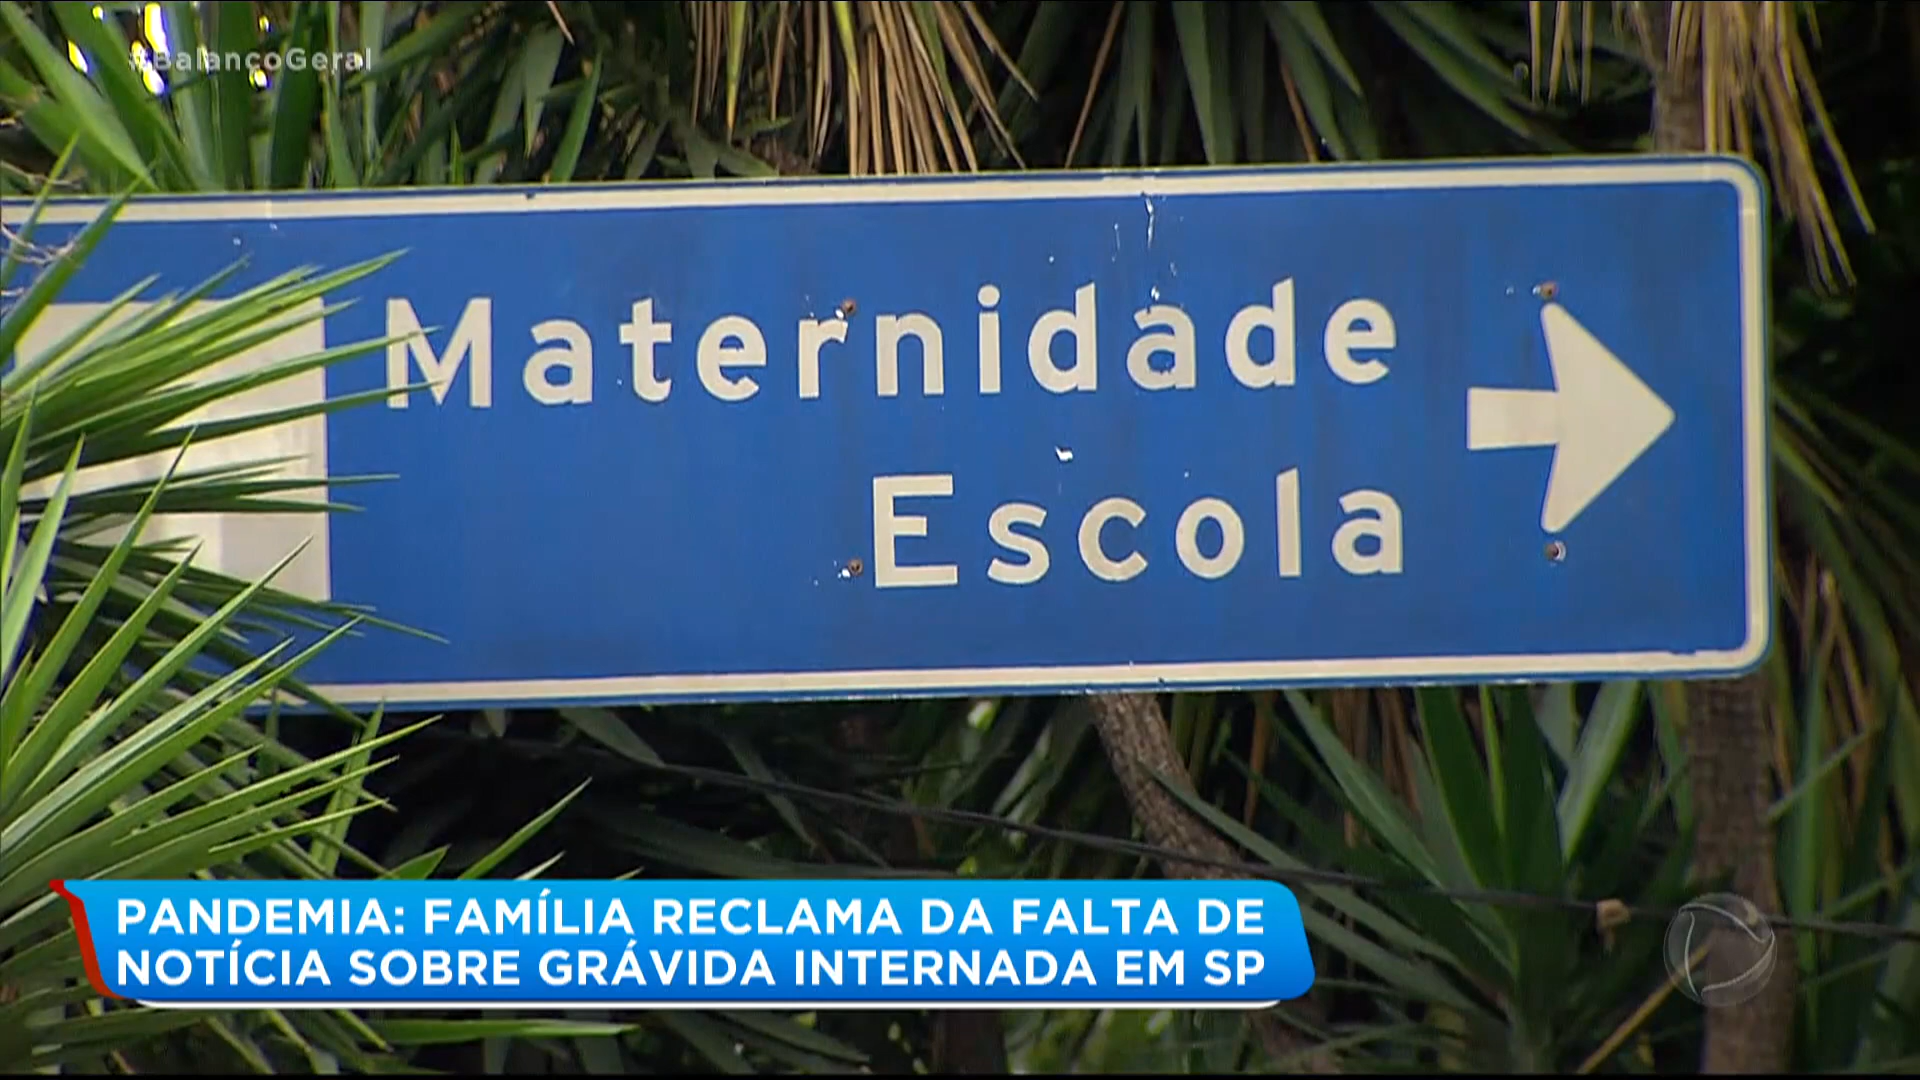 #BalançoGeral
Maternidade
Escola
PANDEMIA: FAMÍLIA RECLAMA DA FALTA DE
NOTÍCIA SOBRE GRÁVIDA INTERNADA EM SP